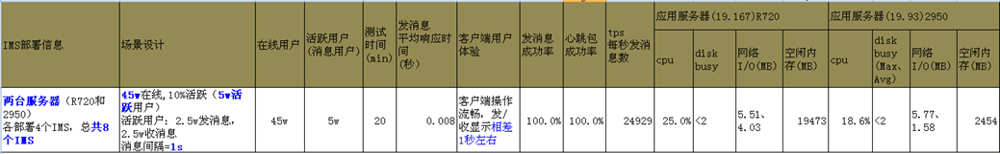 IMS部署信息
场景设计
在线用户
活跃用户
(消息用户)
测试
时间
(min)
发消息
平均响应时
间
(秒)
客户端用户
体验
发消息
成功率
心跳包
成功率
tps
每秒发消
息数
应用服务器(19.167)R720
cpu
disk
busy
网络
I/O(MB)
空闲内
存(MB)
应用服务器(19.93)2950
cpu
disk
busy
(Max、
Avg)
网络
I/O(MB)
空闲内
存(MB)
两台服务器（R720和
2950）
各部署4个IMS，总共8
个IMS
45w在线,10%活跃（5w活
跃用户）
活跃用户：2.5w发消息，
2.5w收消息
消息间隔=1s
45w
5w
20
0.008
客户端操作
流畅，发/
收显示相差
1秒左右
100.0%
100.0%
24929
25.0%
<2
5.51、
4.03
19473
18.6%
<2
5.77、
1.58
2454